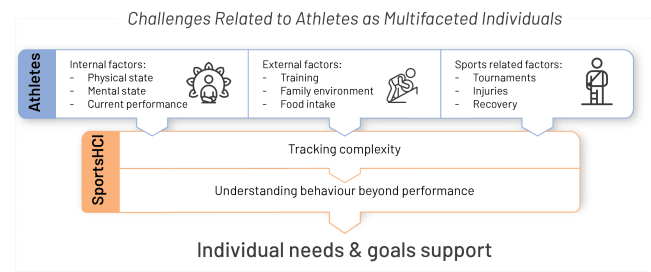 Challenges Related to Athletes as Multifaceted Individuals
Athletes
Internal factors:
- Physical state
- Mental state
- Current performance
External factors:
- Training
- Family environment
- Food intake
Sports related factors:
- Tournaments
- Injuries
- Recovery
SportsHCI
Tracking complexity
Understanding behaviour beyond performance
Individual needs & goals support